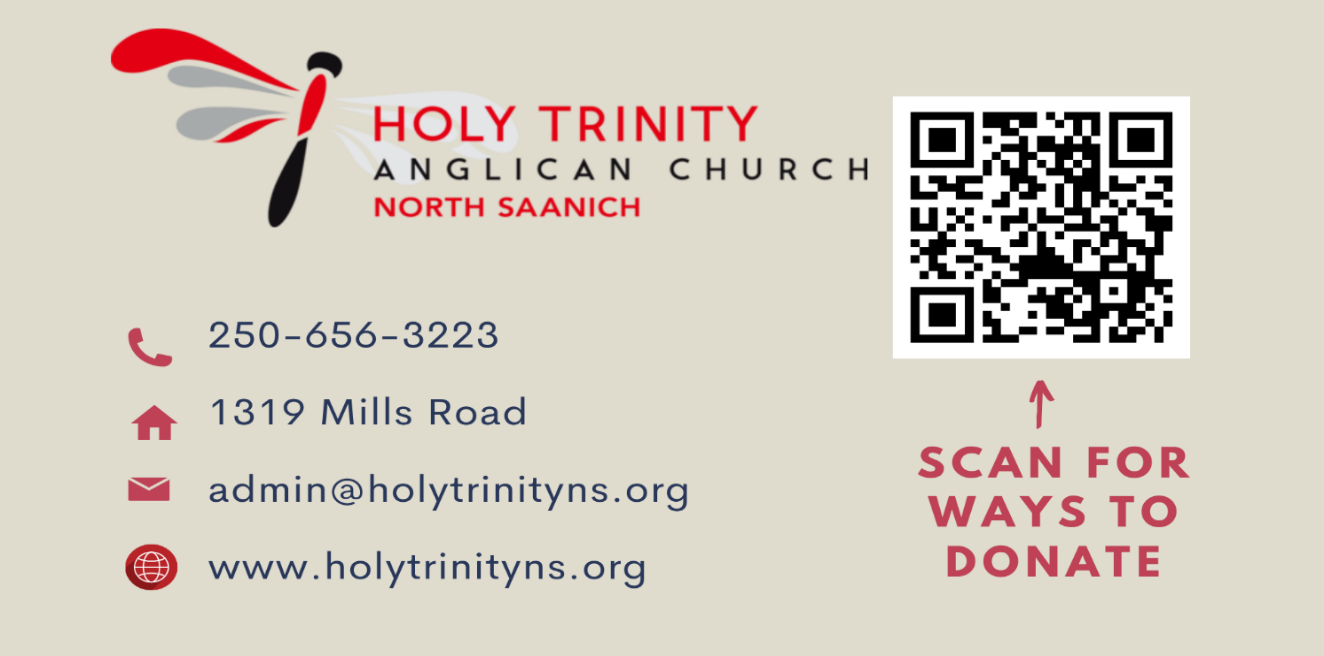 HOLY TRINITY
ANGLICAN CHURCH
NORTH SAANICH
250-656-3223
1319 Mills Road
admin@holytrinityns.org
www.holytrinityns.org
SCAN FOR
WAYS TO
DONATE